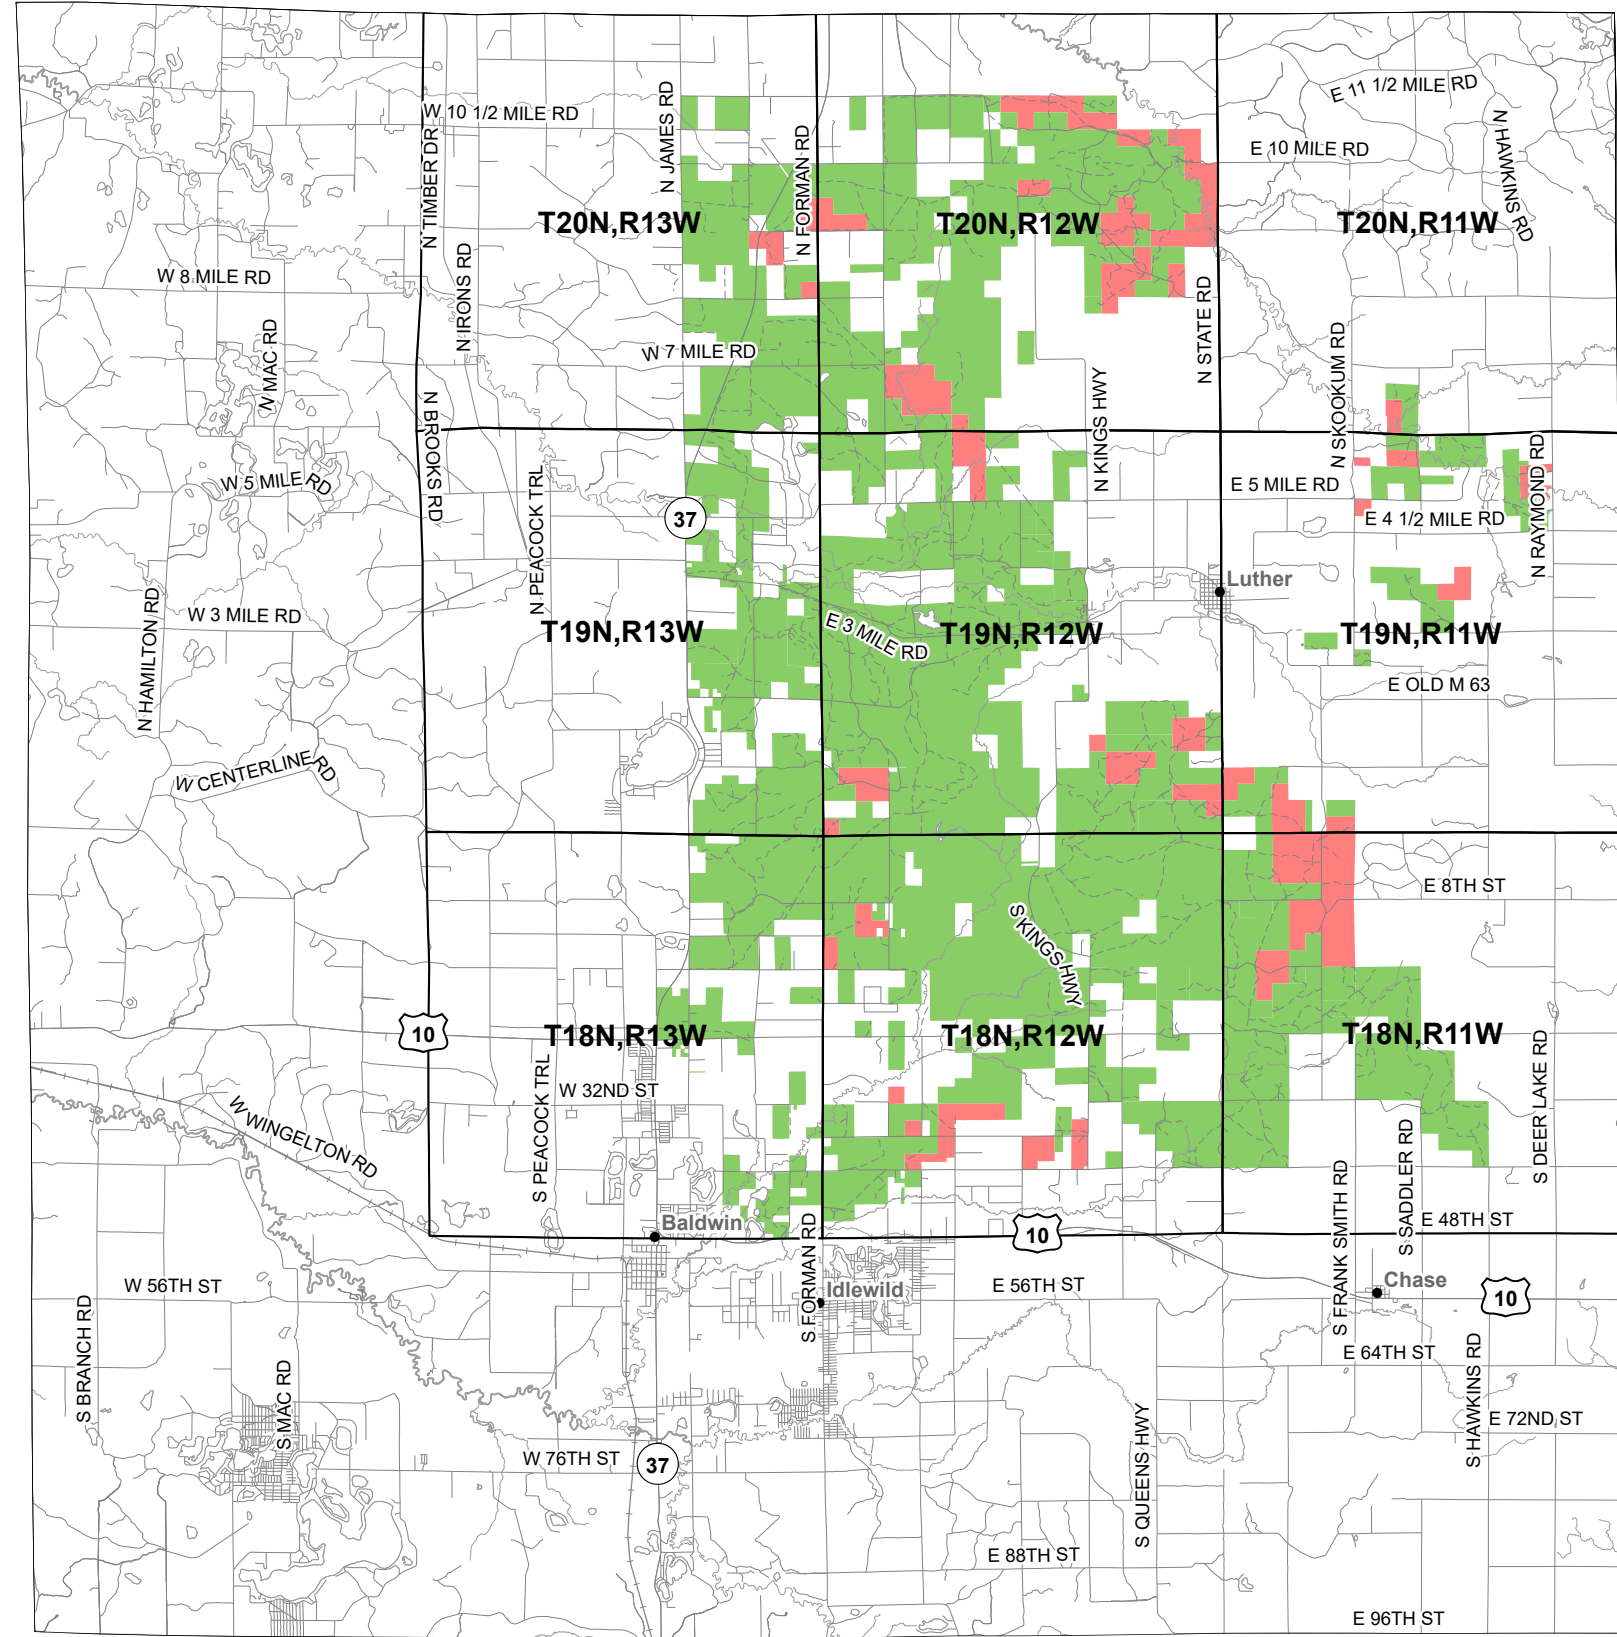 E 11 1/2 MILE RD
W 10 1/2 MILE RD
N JAMES RD
N TIMBER DR
N FORMAN RD
E 10 MILE RD
N HAWKINS RD
T20N,R13W
T20N,R12W
T20N,R11W
W 8 MILE RD
N IRONS RD
N MAC RD
W 7 MILE RD
N STATE RD
N SKOOKUM RD
N KINGS HWY
N BROOKS RD
W 5 MILE RD
N PEACOCK TRL
37
E 5 MILE RD
E 4 1/2 MILE RD
N RAYMOND RD
Luther
W 3 MILE RD
N HAMILTON RD
T19N,R13W
E 3 MILE RD
T19N,R12W
T19N,R11W
E OLD M 63
W CENTERLINE RD
E 8TH ST
S KINGS HWY
10
T18N,R13W
T18N,R12W
T18N,R11W
S PEACOCK TRL
W 32ND ST
W WINGELTON RD
S DEER LAKE RD
S SADDLER RD
S FRANK SMITH RD
Baldwin
S FORMAN RD
10
E 48TH ST
W 56TH ST
Idlewild
E 56TH ST
Chase
10
S BRANCH RD
S MAC RD
E 64TH ST
S HAWKINS RD
E 72ND ST
W 76TH ST
37
S QUEENS HWY
E 88TH ST
E 96TH ST